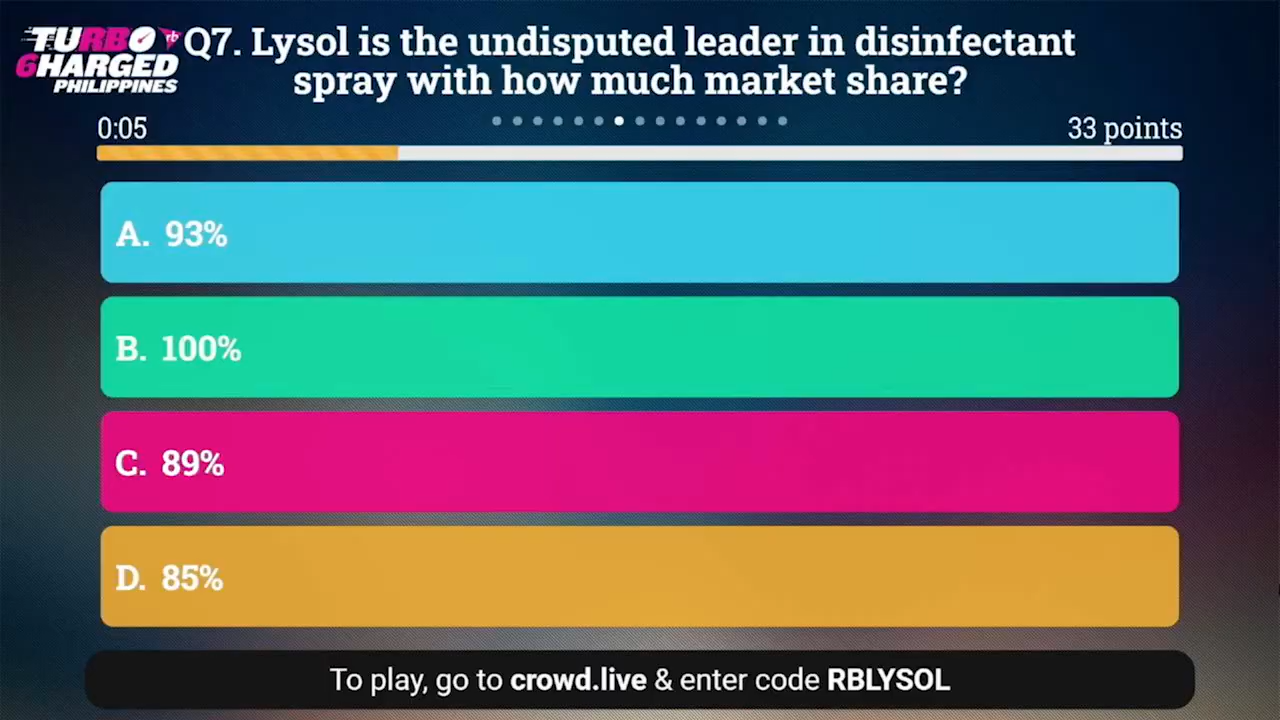 TURBO rb
6HARGED
PHILIPPINES
Q7. Lysol is the undisputed leader in disinfectant
spray with how much market share?
0:05
33 points
A. 93%
B. 100%
C. 89%
D. 85%
To play, go to crowd.live & enter code RBLYSOL